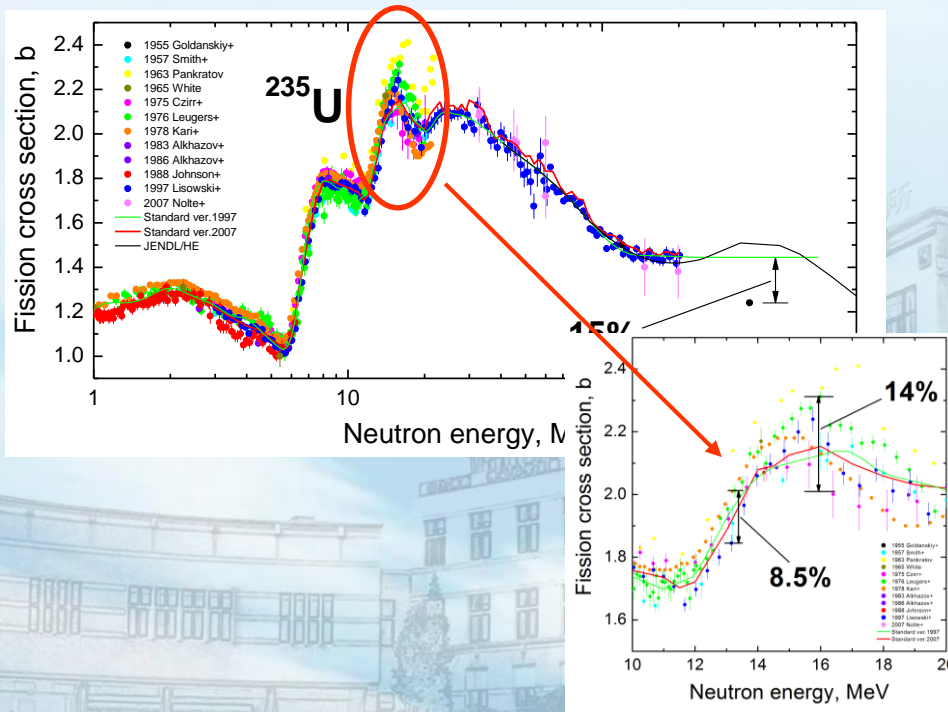 Fission cross section, b
2.4
2.2
2.0
1.8
1.6
1.4
1.2
1.0
1955 Goldanskiy+
1957 Smith+
1963 Pankratov
1965 White
1975 Czirr+
1976 Leugers+
1978 Kari+
1983 Alkhazov+
1986 Alkhazov+
1988 Johnson+
1997 Lisowski+
2007 Nolte+
Standard ver.1997
Standard ver.2007
JENDL/HE
235U
15%
1
10
Neutron energy, M
Fission cross section, b
2.4
2.2
2.0
1.8
1.6
14%
8.5%
1955 Goldanskiy+
1957 Smith+
1963 Pankratov
1965 White
1975 Czirr+
1976 Leugers+
1978 Kari+
1983 Alkhazov+
1986 Alkhazov+
1988 Johnson+
1997 Lisowski+
2007 Nolte+
Standard ver.1997
Standard ver.2007
10
12
14
16
18
20
Neutron energy, MeV